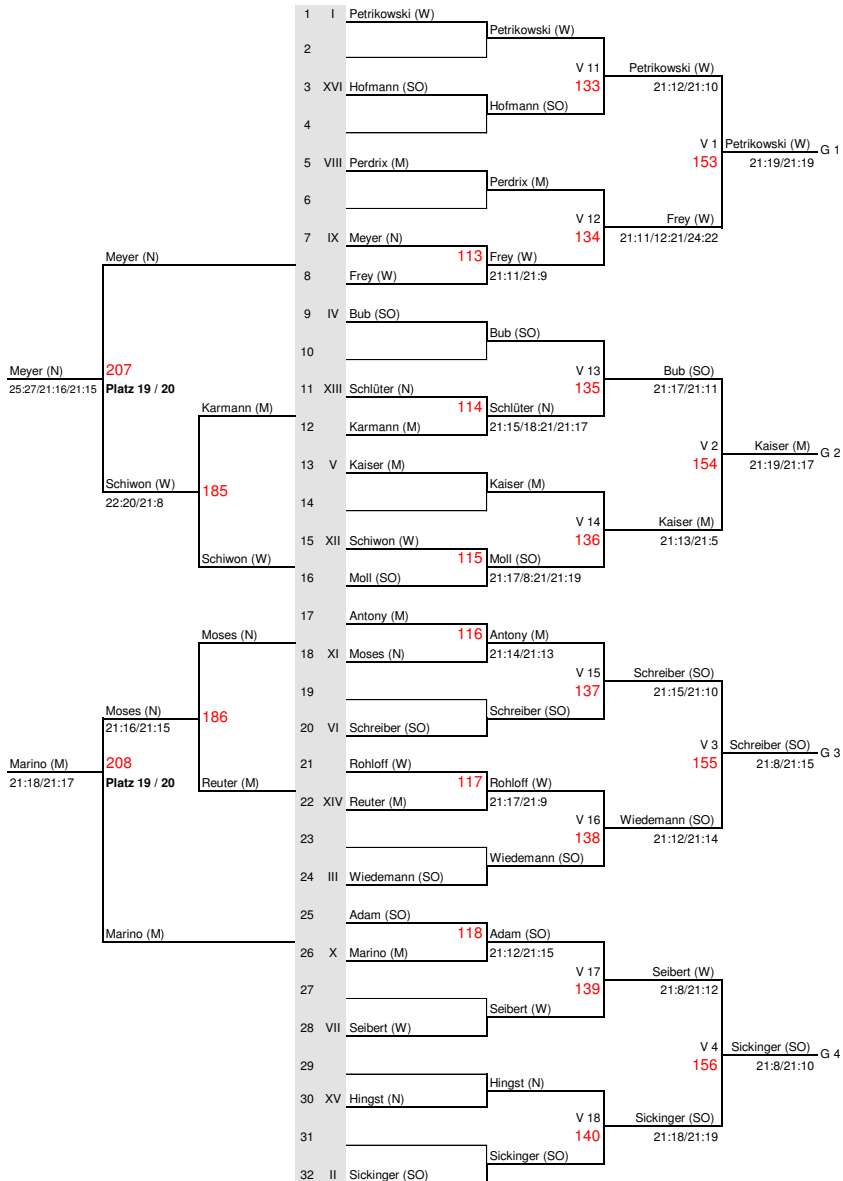 1 I Petrikowski (W)
Petrikowski (W)
2
V 11 Petrikowski (W)
3 XVI Hofmann (SO) 133 21:12/21:10
Hofmann (SO)
4
V 1 Petrikowski (W) G 1
5 VIII Perdrix (M) 153 21:19/21:19
Perdrix (M)
6
V 12 Frey (W)
7 IX Meyer (N) 134 21:11/12:21/24:22
Meyer (N) 113 Frey (W)
8 Frey (W) 21:11/21:9
9 IV Bub (SO)
Bub (SO)
10
Meyer (N) 207 V 13 Bub (SO)
25:27/21:16/21:15 Platz 19 / 20 11 XIII Schlüter (N) 135 21:17/21:11
Karmann (M) 114 Schlüter (N)
12 Karmann (M) 21:15/18:21/21:17
V 2 Kaiser (M) G 2
13 V Kaiser (M) 154 21:19/21:17
Schiwon (W) 185 Kaiser (M)
22:20/21:8 14
V 14 Kaiser (M)
15 XII Schiwon (W) 136 21:13/21:5
Schiwon (W) 115 Moll (SO)
16 Moll (SO) 21:17/8:21/21:19
17 Antony (M)
Moses (N) 116 Antony (M)
18 XI Moses (N) 21:14/21:13
V 15 Schreiber (SO)
19 137 21:15/21:10
Moses (N) 186 Schreiber (SO)
21:16/21:15 20 VI Schreiber (SO)
V 3 Schreiber (SO) G 3
Marino (M) 208 21 Rohloff (W) 155 21:8/21:15
21:18/21:17 Platz 19 / 20 Reuter (M) 117 Rohloff (W)
22 XIV Reuter (M) 21:17/21:9
V 16 Wiedemann (SO)
23 138 21:12/21:14
Wiedemann (SO)
24 III Wiedemann (SO)
25 Adam (SO)
Marino (M) 118 Adam (SO)
26 X Marino (M) 21:12/21:15
V 17 Seibert (W)
27 139 21:8/21:12
Seibert (W)
28 VII Seibert (W)
V 4 Sickinger (SO) G 4
29 156 21:8/21:10
Hingst (N)
30 XV Hingst (N)
V 18 Sickinger (SO)
31 140 21:18/21:19
Sickinger (SO)
32 II Sickinger (SO)